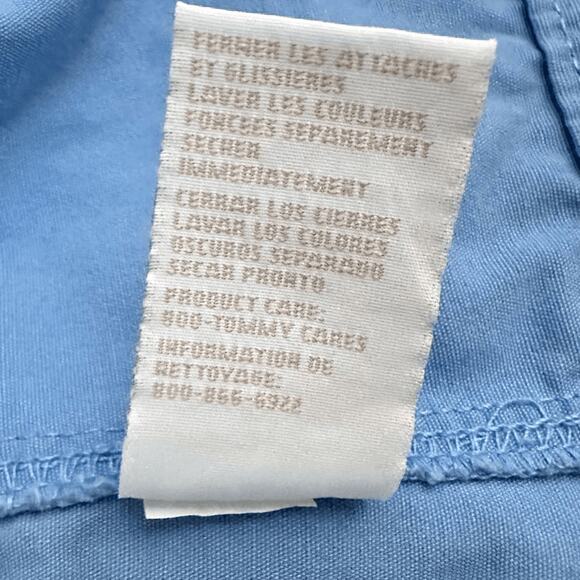 FERMER LES ATTACHES
ET GLISSIERES
LAVER LES COULEURS
FONCEES SEPAREMENT
SECHER
IMMEDIATEMENT
CERRAR LOS CIERRES
LAVAR LOS COLORES
OSCUROS SEPARADO
SECAR PRONTO
PRODUCT CARE:
800-TOMMY CARES
INFORMATION DE
NETTOYAGE:
800-866-6922